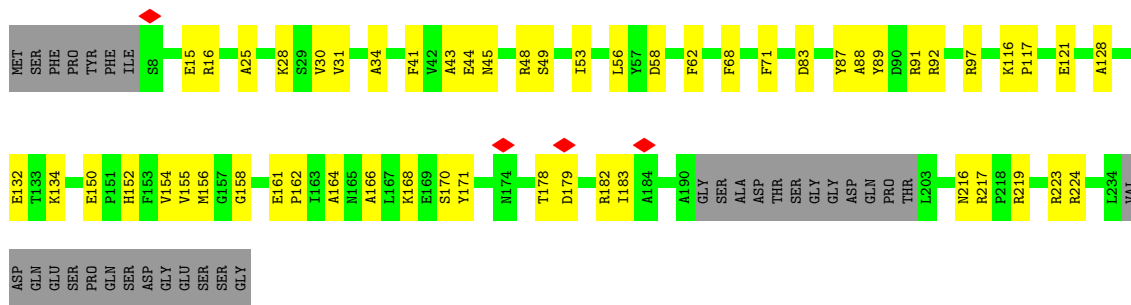 MET SER PHE PRO TYR PHE ILE S8 E15 R16 A25 K28 S29 V30 V31 A34 F41 V42 A43 E44 N45 R48 S49 I53 L56 Y57 D58 F62 F68 F71 D83 Y87 A88 Y89 D90 R91 R92 R97 K116 P117 E121 A128
E132 T133 K134 E150 P151 H152 F153 V154 V155 M156 G157 G158 E161 P162 I163 A164 N165 A166 L167 K168 E169 S170 Y171 N174 T178 D179 R182 I183 A184 A190 GLY SER ALA ASP THR SER GLY GLY ASP GLN PRO THR L203 N216 R217 P218 R219 R223 R224 L234 VAL
ASP GLN GLU SER PRO GLN SER ASP GLY GLU SER SER GLY